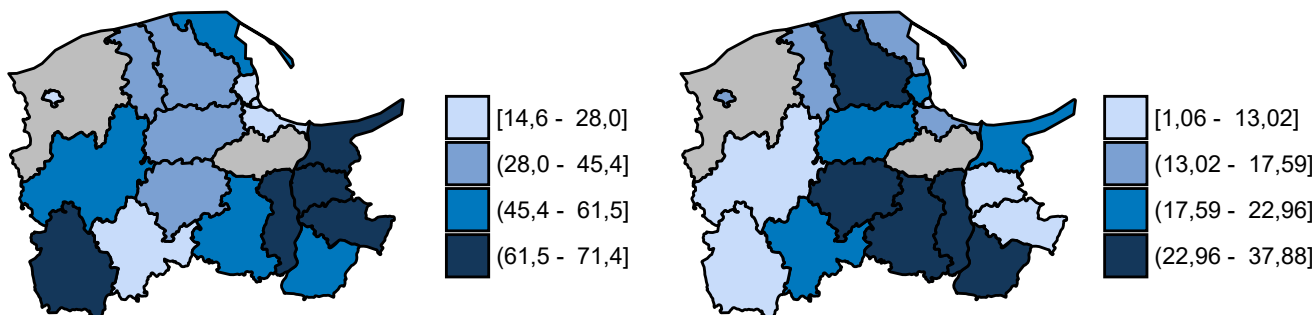 [14,6 - 28,0]
(28,0 - 45,4]
(45,4 - 61,5]
(61,5 - 71,4]
[1,06 - 13,02]
(13,02 - 17,59]
(17,59 - 22,96]
(22,96 - 37,88]